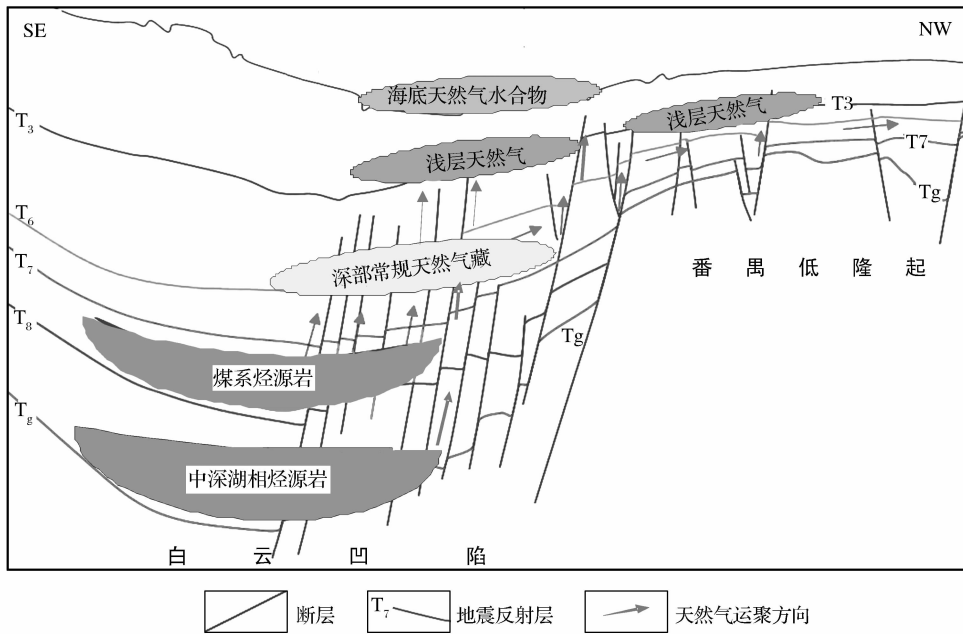 SE
NW
海底天然气水合物
浅层天然气
T3
T3
浅层天然气
T7
Tg
T6
深部常规天然气藏
番禺低隆起
T7
T8
Tg
煤系烃源岩
Tg
中深湖相烃源岩
白云凹陷
断层
T7
地震反射层
天然气运聚方向